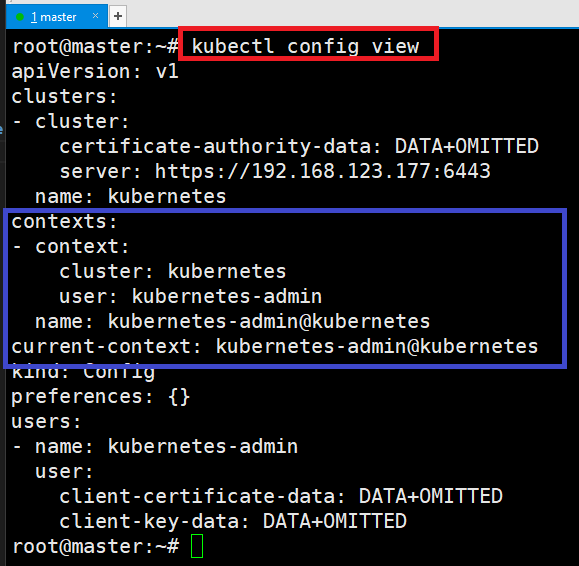 1 master
root@master:~# kubectl config view
apiVersion: v1
clusters:
- cluster:
    certificate-authority-data: DATA+OMITTED
    server: https://192.168.123.177:6443
  name: kubernetes
contexts:
- context:
    cluster: kubernetes
    user: kubernetes-admin
  name: kubernetes-admin@kubernetes
current-context: kubernetes-admin@kubernetes
kind: Config
preferences: {}
users:
- name: kubernetes-admin
  user:
    client-certificate-data: DATA+OMITTED
    client-key-data: DATA+OMITTED
root@master:~#